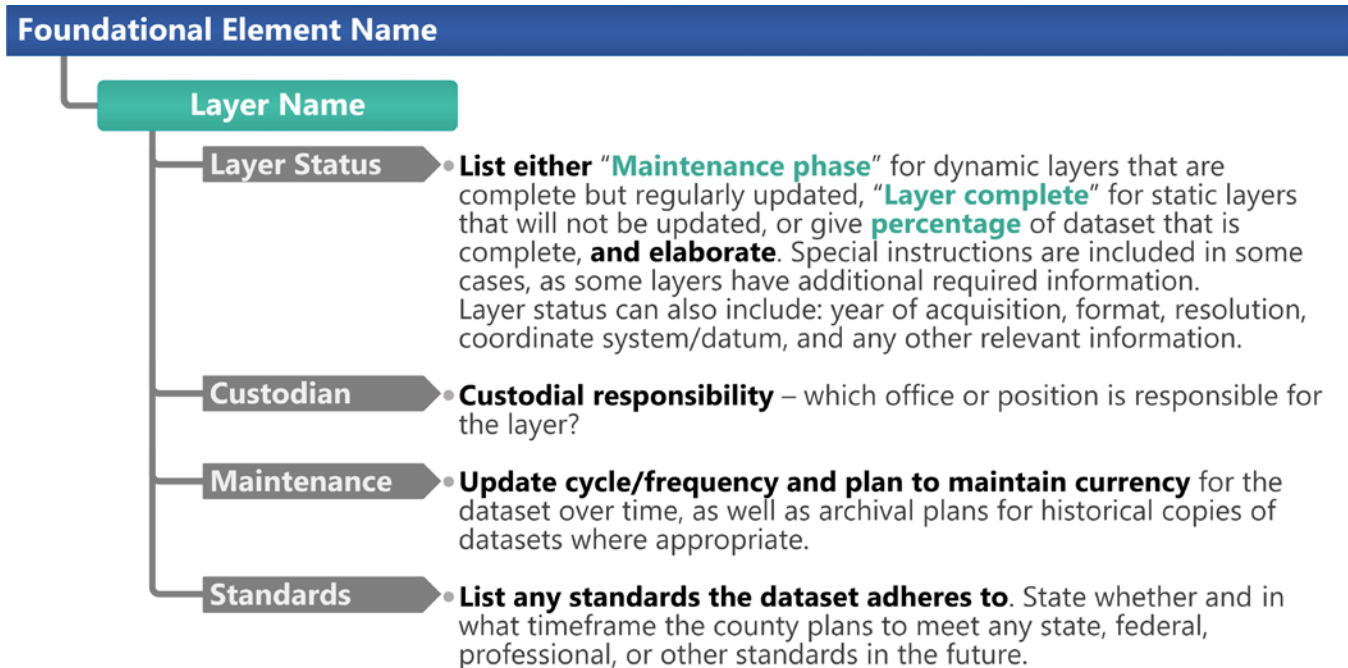 Foundational Element Name
Layer Name
Layer Status
List either “Maintenance phase” for dynamic layers that are
complete but regularly updated, “Layer complete” for static layers
that will not be updated, or give percentage of dataset that is
complete, and elaborate. Special instructions are included in some
cases, as some layers have additional required information.
Layer status can also include: year of acquisition, format, resolution,
coordinate system/datum, and any other relevant information.
Custodian
Custodial responsibility – which office or position is responsible for
the layer?
Maintenance
Update cycle/frequency and plan to maintain currency for the
dataset over time, as well as archival plans for historical copies of
datasets where appropriate.
Standards
List any standards the dataset adheres to. State whether and in
what timeframe the county plans to meet any state, federal,
professional, or other standards in the future.